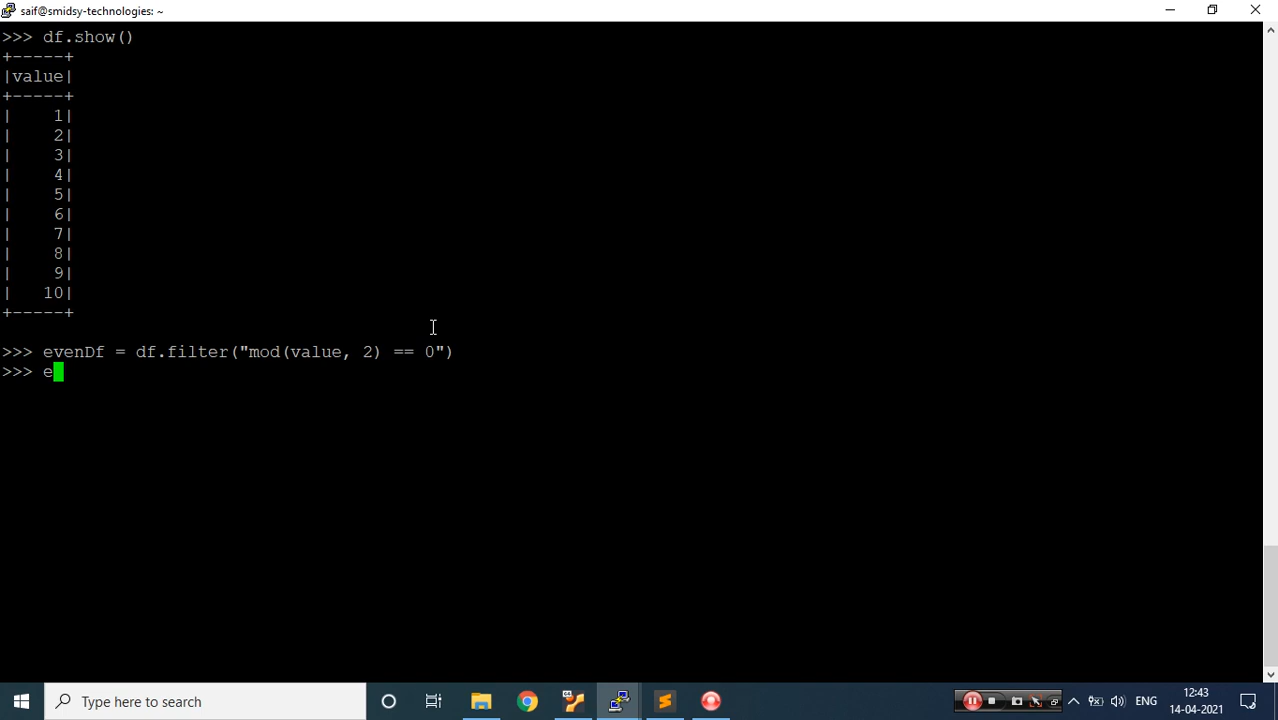 saif@smidsy-technologies: ~
>>> df.show()
+-----+
|value|
+-----+
|    1|
|    2|
|    3|
|    4|
|    5|
|    6|
|    7|
|    8|
|    9|
|   10|
+-----+
>>> evenDf = df.filter("mod(value, 2) == 0")
>>> e
Type here to search
ENG
12:43
14-04-2021